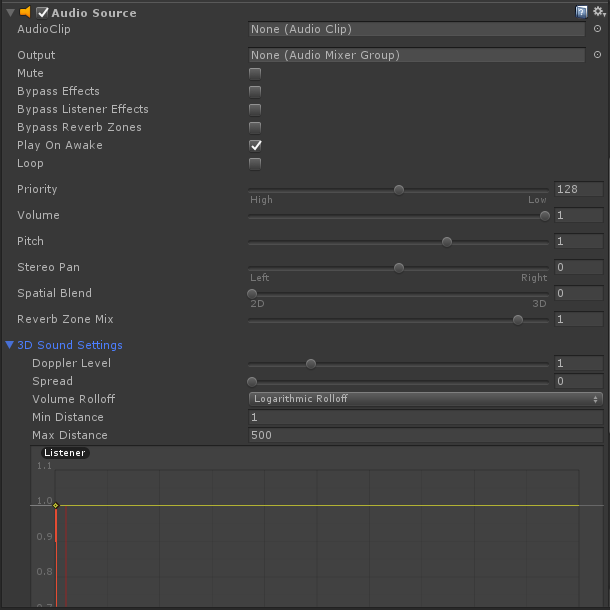 Audio Source
AudioClip None (Audio Clip)
Output None (Audio Mixer Group)
Mute
Bypass Effects
Bypass Listener Effects
Bypass Reverb Zones
Play On Awake
Loop
Priority 128
High Low
Volume 1
Pitch 1
Stereo Pan 0
Left Right
Spatial Blend 0
2D 3D
Reverb Zone Mix 1
3D Sound Settings
Doppler Level 1
Spread 0
Volume Rolloff Logarithmic Rolloff
Min Distance 1
Max Distance 500
Listener
1.1
1.0
0.9
0.8
0.7